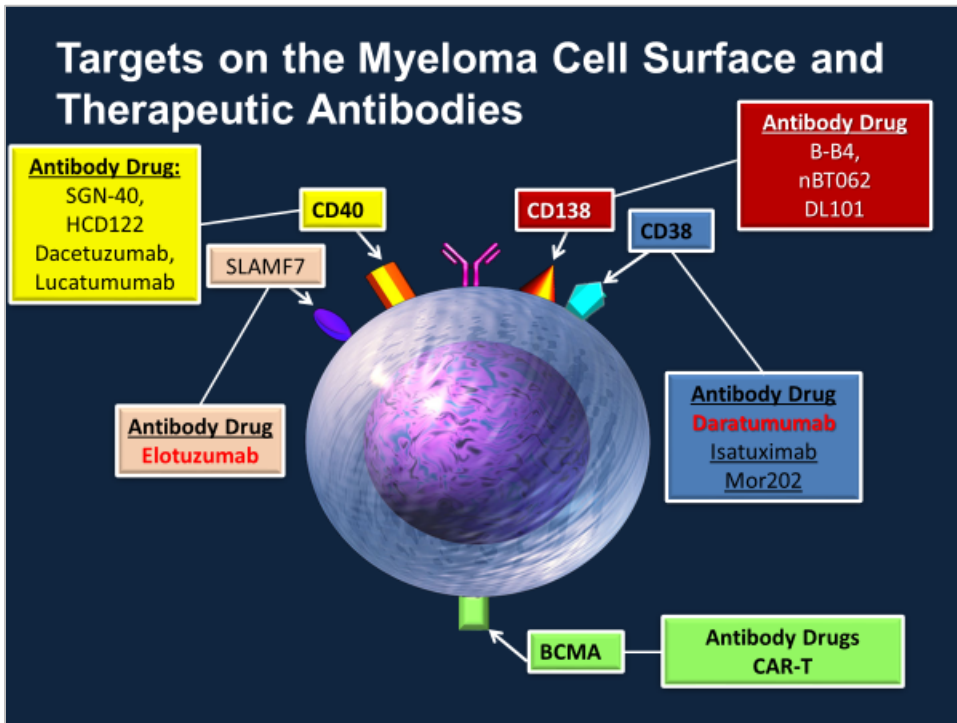 Targets on the Myeloma Cell Surface and
Therapeutic Antibodies
Antibody Drug:
SGN-40,
HCD122
Dacetuzumab,
Lucatumumab
CD40
SLAMF7
Antibody Drug
Elotuzumab
CD138
Antibody Drug
B-B4,
nBT062
DL101
CD38
Antibody Drug
Daratumumab
Isatuximab
Mor202
BCMA
Antibody Drugs
CAR-T